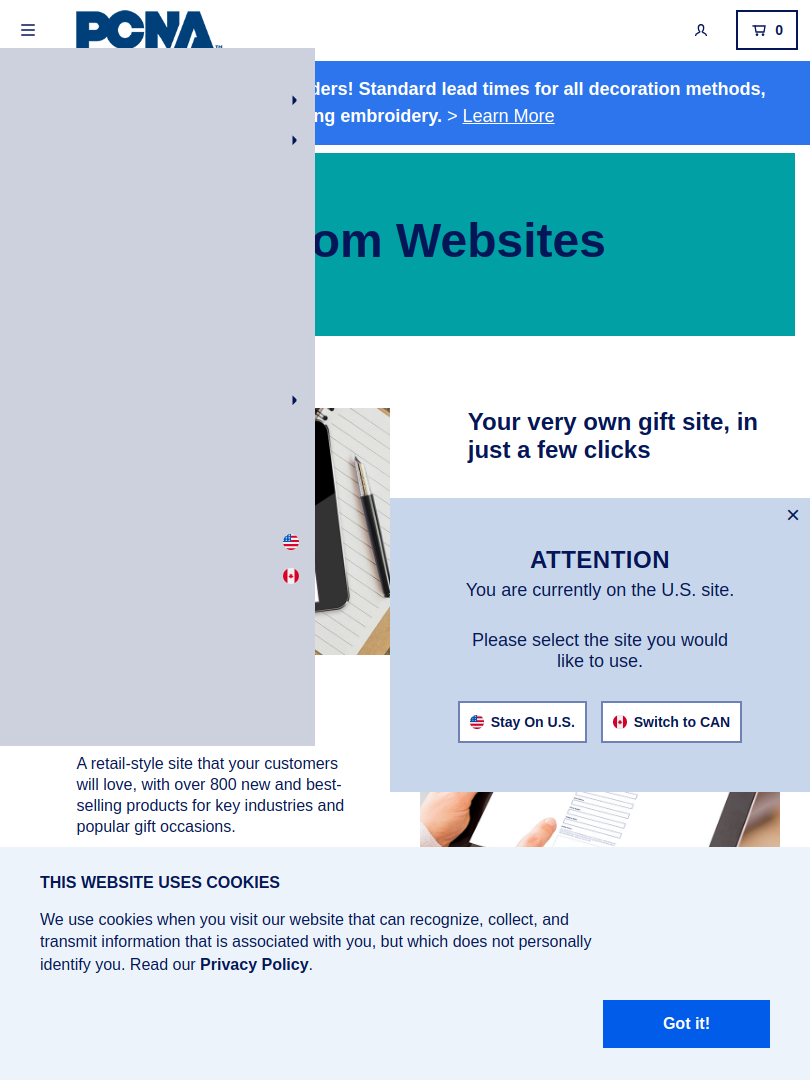 PCNA™
0
ders! Standard lead times for all decoration methods,
ng embroidery. > Learn More
om Websites
Your very own gift site, in
just a few clicks
×
ATTENTION
You are currently on the U.S. site.
Please select the site you would
like to use.
Stay On U.S.
Switch to CAN
A retail-style site that your customers
will love, with over 800 new and best-
selling products for key industries and
popular gift occasions.
THIS WEBSITE USES COOKIES
We use cookies when you visit our website that can recognize, collect, and
transmit information that is associated with you, but which does not personally
identify you. Read our Privacy Policy.
Got it!